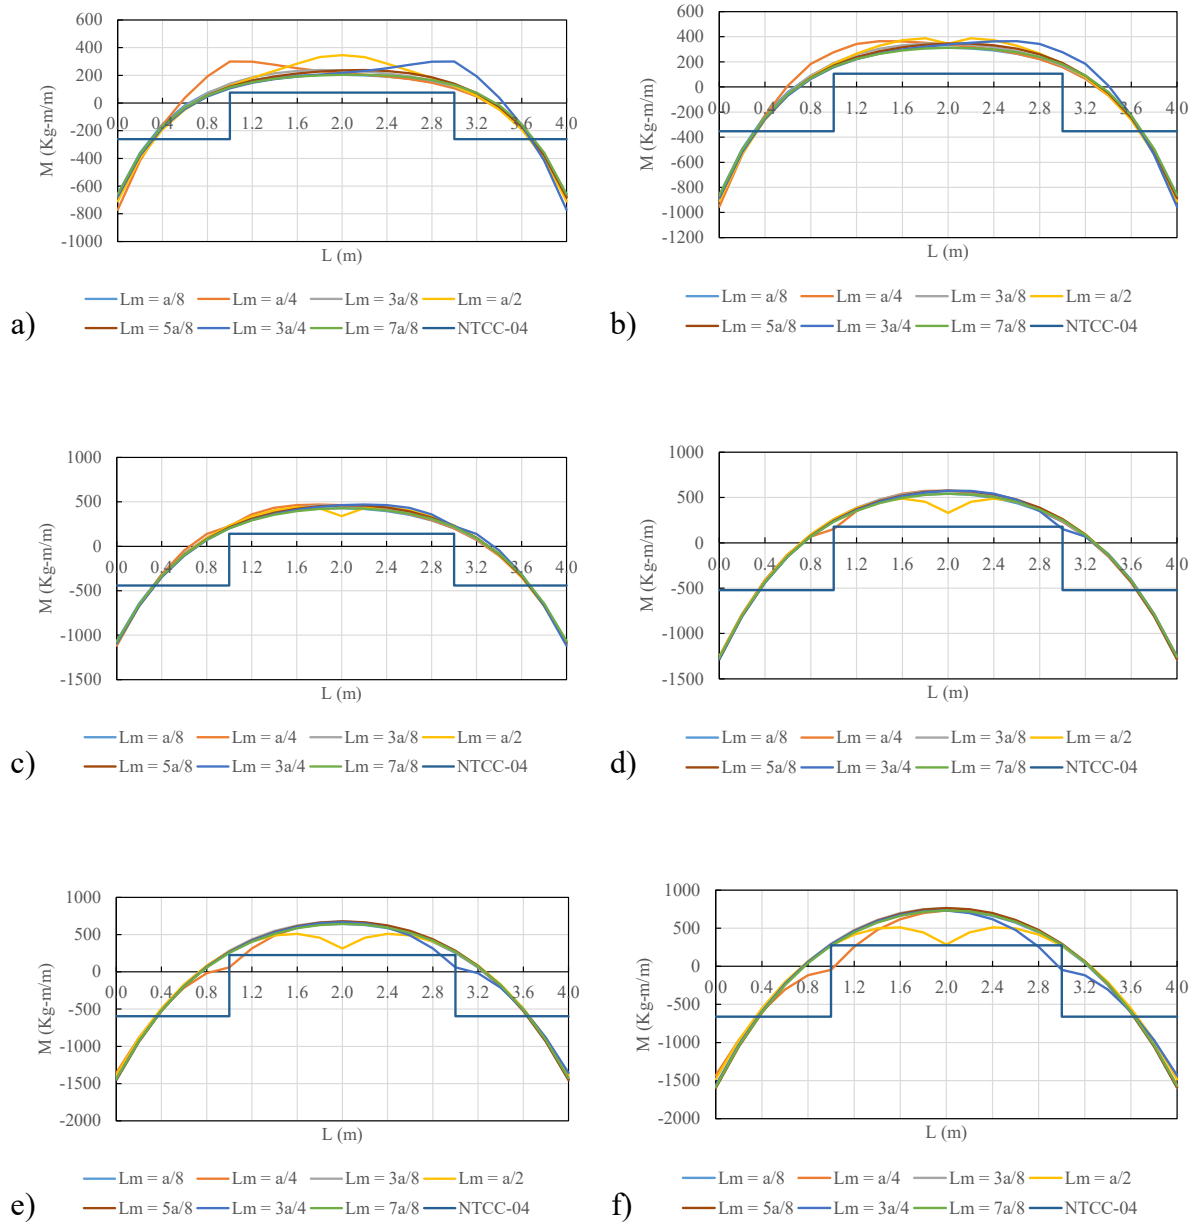 600
400
200
0
-200
-400
-600
-800
-1000
M (Kg-m/m)
0.0 0.4 0.8 1.2 1.6 2.0 2.4 2.8 3.2 3.6 4.0
L (m)
Lm = a/8 Lm = a/4 Lm = 3a/8 Lm = a/2
Lm = 5a/8 Lm = 3a/4 Lm = 7a/8 NTCC-04
a)
600
400
200
0
-200
-400
-600
-800
-1000
-1200
M (Kg-m/m)
0.0 0.4 0.8 1.2 1.6 2.0 2.4 2.8 3.2 3.6 4.0
L (m)
Lm = a/8 Lm = a/4 Lm = 3a/8 Lm = a/2
Lm = 5a/8 Lm = 3a/4 Lm = 7a/8 NTCC-04
b)
1000
500
0
-500
-1000
-1500
M (Kg-m/m)
0.0 0.4 0.8 1.2 1.6 2.0 2.4 2.8 3.2 3.6 4.0
L (m)
Lm = a/8 Lm = a/4 Lm = 3a/8 Lm = a/2
Lm = 5a/8 Lm = 3a/4 Lm = 7a/8 NTCC-04
c)
1000
500
0
-500
-1000
-1500
M (Kg-m/m)
0.0 0.4 0.8 1.2 1.6 2.0 2.4 2.8 3.2 3.6 4.0
L (m)
Lm = a/8 Lm = a/4 Lm = 3a/8 Lm = a/2
Lm = 5a/8 Lm = 3a/4 Lm = 7a/8 NTCC-04
d)
1000
500
0
-500
-1000
-1500
-2000
M (Kg-m/m)
0.0 0.4 0.8 1.2 1.6 2.0 2.4 2.8 3.2 3.6 4.0
L (m)
Lm = a/8 Lm = a/4 Lm = 3a/8 Lm = a/2
Lm = 5a/8 Lm = 3a/4 Lm = 7a/8 NTCC-04
e)
1000
500
0
-500
-1000
-1500
-2000
M (Kg-m/m)
0.0 0.4 0.8 1.2 1.6 2.0 2.4 2.8 3.2 3.6 4.0
L (m)
Lm = a/8 Lm = a/4 Lm = 3a/8 Lm = a/2
Lm = 5a/8 Lm = 3a/4 Lm = 7a/8 NTCC-04
f)